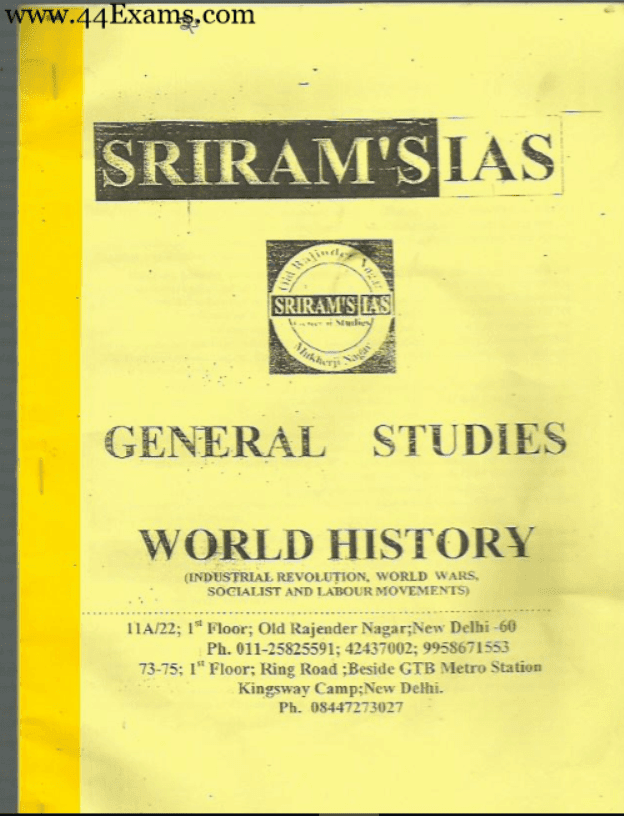 www.44Exams.com
SRIRAM'S IAS
Old Rajinder Nagar
SRIRAM'S IAS
Mukherji Nagar
GENERAL STUDIES
WORLD HISTORY
(INDUSTRIAL REVOLUTION, WORLD WARS,
SOCIALIST AND LABOUR MOVEMENTS)
11A/22; 1st Floor; Old Rajender Nagar;New Delhi -60
Ph. 011-25825591; 42437002; 9958671553
73-75; 1st Floor; Ring Road ;Beside GTB Metro Station
Kingsway Camp;New Delhi.
Ph. 08447273027